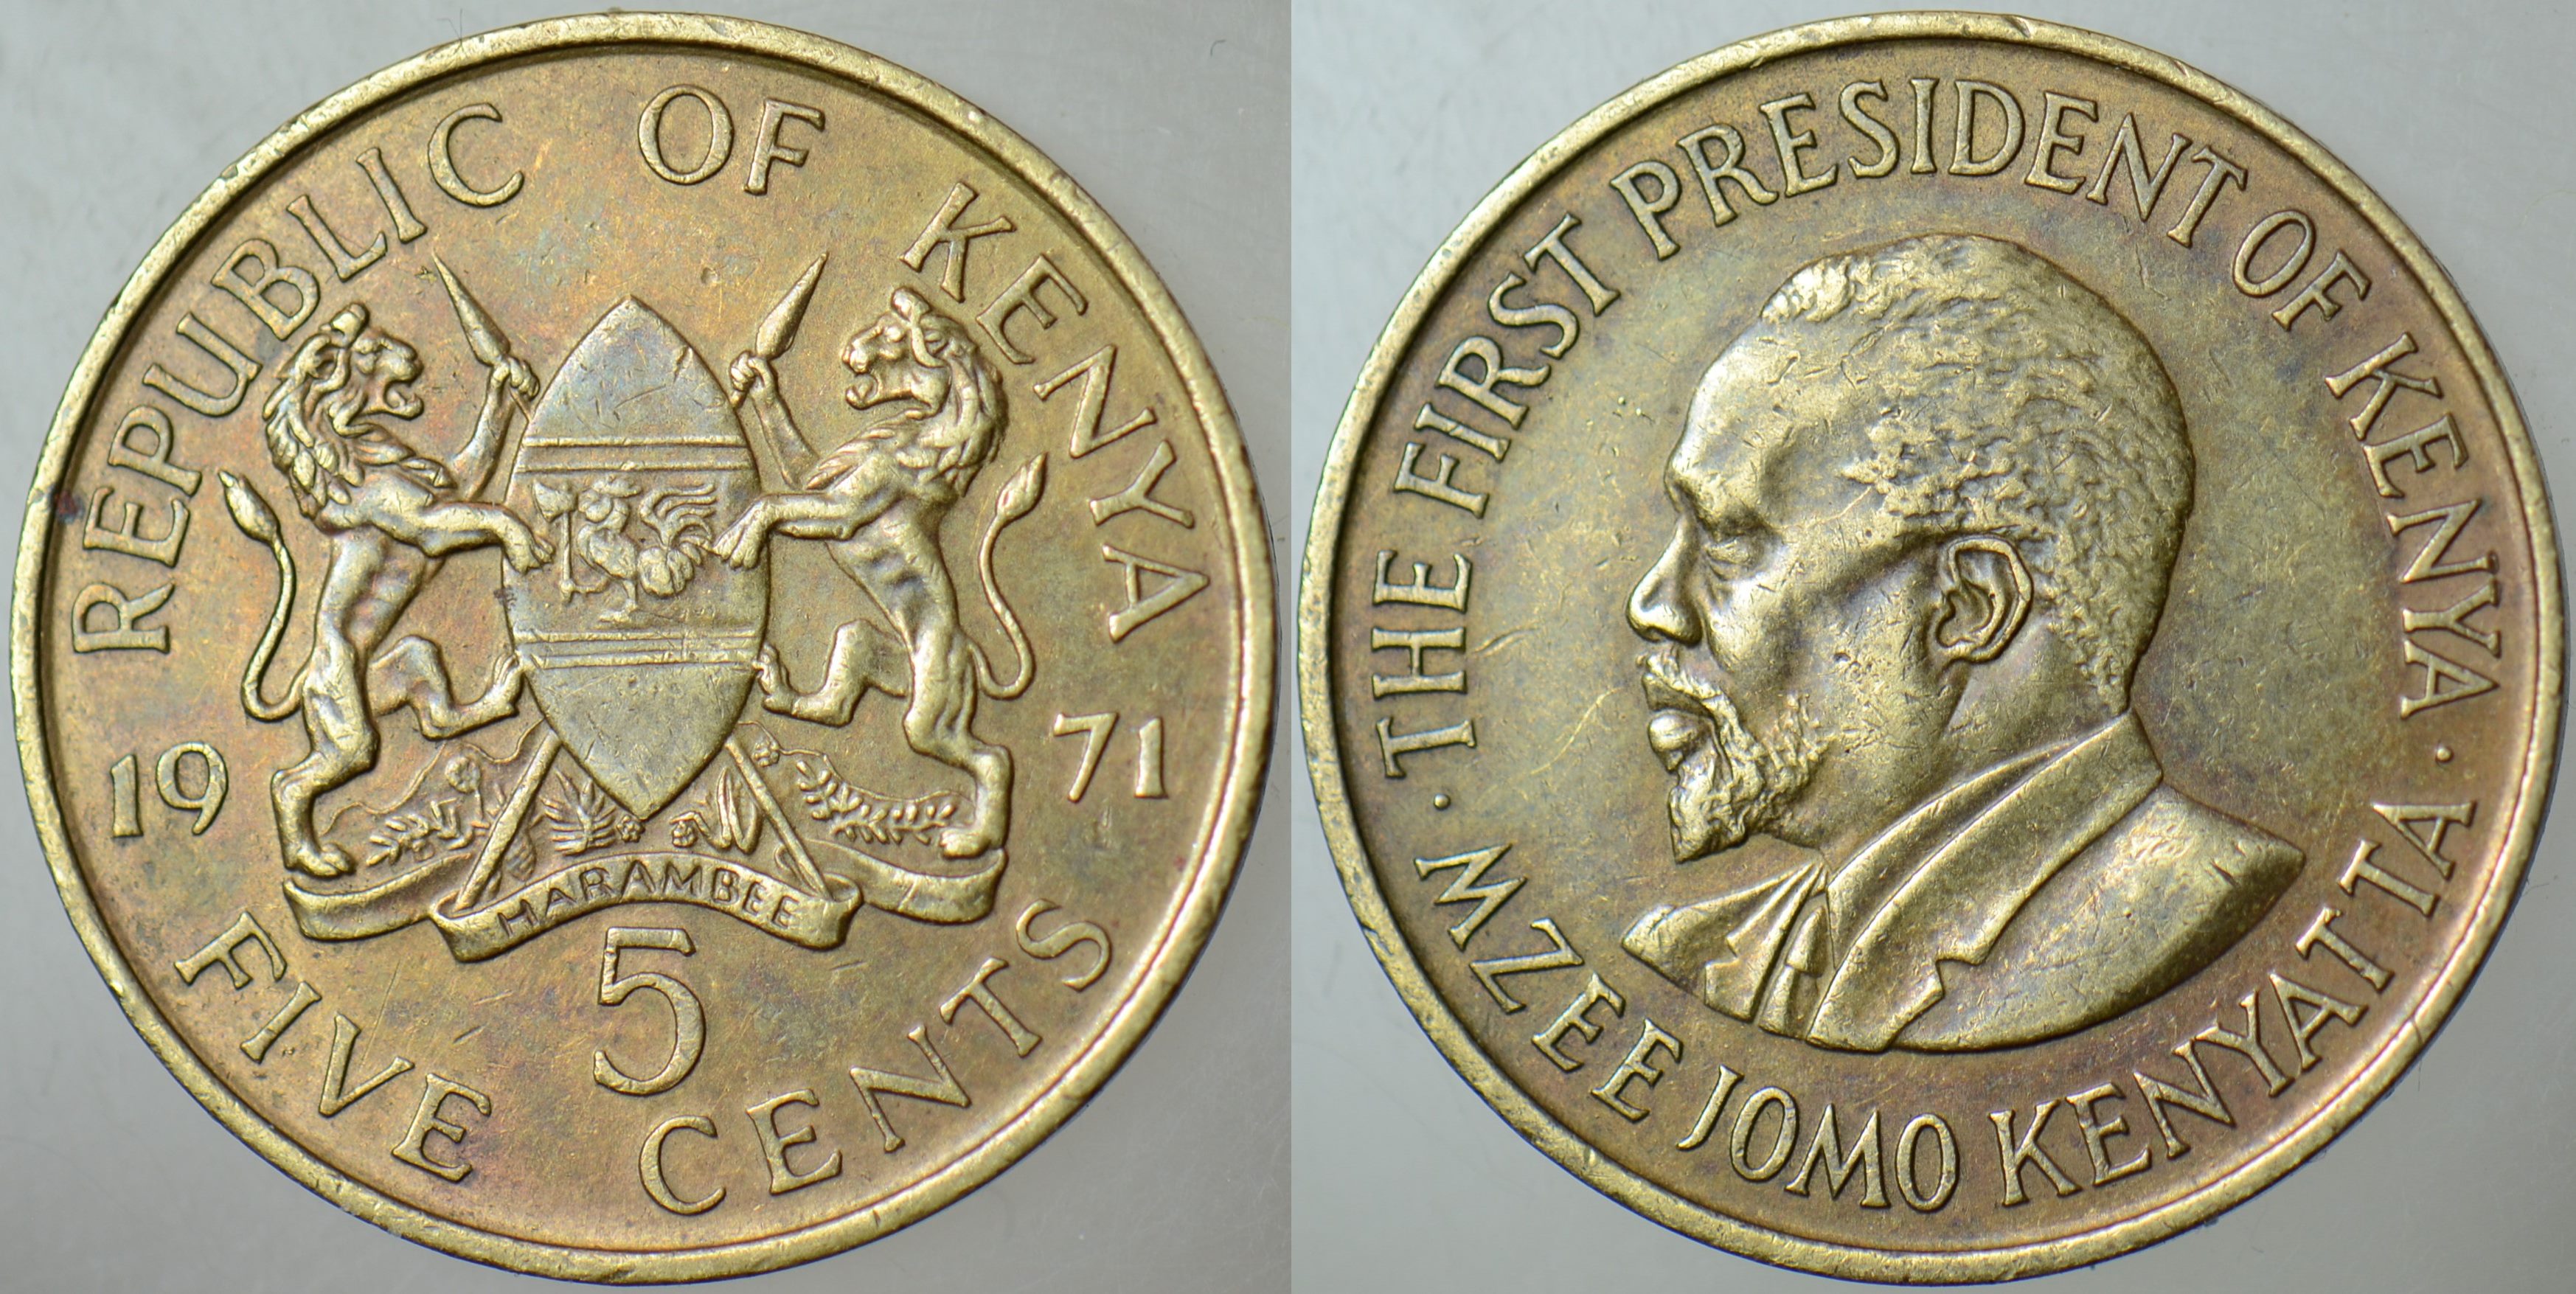 REPUBLIC OF KENYA
19 71
HARAMBEE
5
FIVE CENTS
· THE FIRST PRESIDENT OF KENYA ·
MZEE JOMO KENYATTA